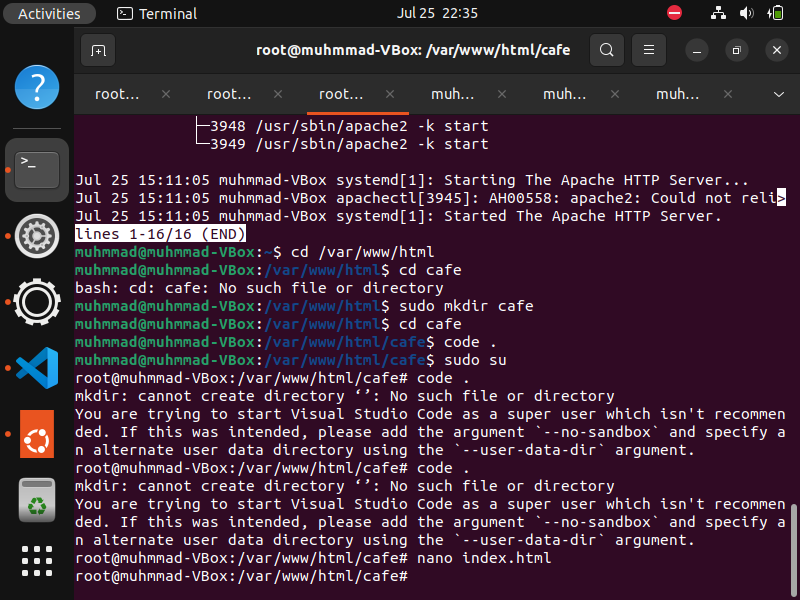 Activities Terminal Jul 25 22:35
root@muhmmad-VBox: /var/www/html/cafe
root... root... root... muh... muh... muh...
├─3948 /usr/sbin/apache2 -k start
└─3949 /usr/sbin/apache2 -k start
Jul 25 15:11:05 muhmmad-VBox systemd[1]: Starting The Apache HTTP Server...
Jul 25 15:11:05 muhmmad-VBox apachectl[3945]: AH00558: apache2: Could not reli>
Jul 25 15:11:05 muhmmad-VBox systemd[1]: Started The Apache HTTP Server.
lines 1-16/16 (END)
muhmmad@muhmmad-VBox:~$ cd /var/www/html
muhmmad@muhmmad-VBox:/var/www/html$ cd cafe
bash: cd: cafe: No such file or directory
muhmmad@muhmmad-VBox:/var/www/html$ sudo mkdir cafe
muhmmad@muhmmad-VBox:/var/www/html$ cd cafe
muhmmad@muhmmad-VBox:/var/www/html/cafe$ code .
muhmmad@muhmmad-VBox:/var/www/html/cafe$ sudo su
root@muhmmad-VBox:/var/www/html/cafe# code .
mkdir: cannot create directory ‘’: No such file or directory
You are trying to start Visual Studio Code as a super user which isn't recommen
ded. If this was intended, please add the argument `--no-sandbox` and specify a
n alternate user data directory using the `--user-data-dir` argument.
root@muhmmad-VBox:/var/www/html/cafe# code .
mkdir: cannot create directory ‘’: No such file or directory
You are trying to start Visual Studio Code as a super user which isn't recommen
ded. If this was intended, please add the argument `--no-sandbox` and specify a
n alternate user data directory using the `--user-data-dir` argument.
root@muhmmad-VBox:/var/www/html/cafe# nano index.html
root@muhmmad-VBox:/var/www/html/cafe#